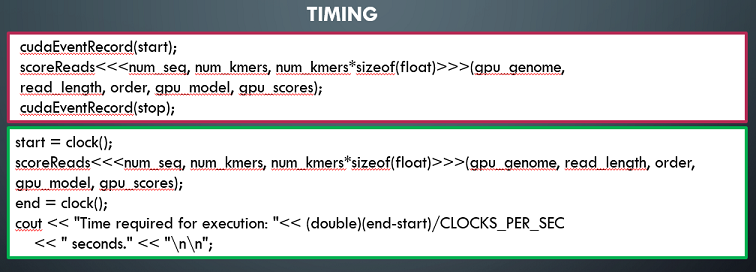 TIMING
cudaEventRecord(start);
scoreReads<<<num_seq, num_kmers, num_kmers*sizeof(float)>>>(gpu_genome,
read_length, order, gpu_model, gpu_scores);
cudaEventRecord(stop);
start = clock();
scoreReads<<<num_seq, num_kmers, num_kmers*sizeof(float)>>>(gpu_genome, read_length, order,
gpu_model, gpu_scores);
end = clock();
cout << "Time required for execution: "<< (double)(end-start)/CLOCKS_PER_SEC
<< " seconds." << "\n\n";